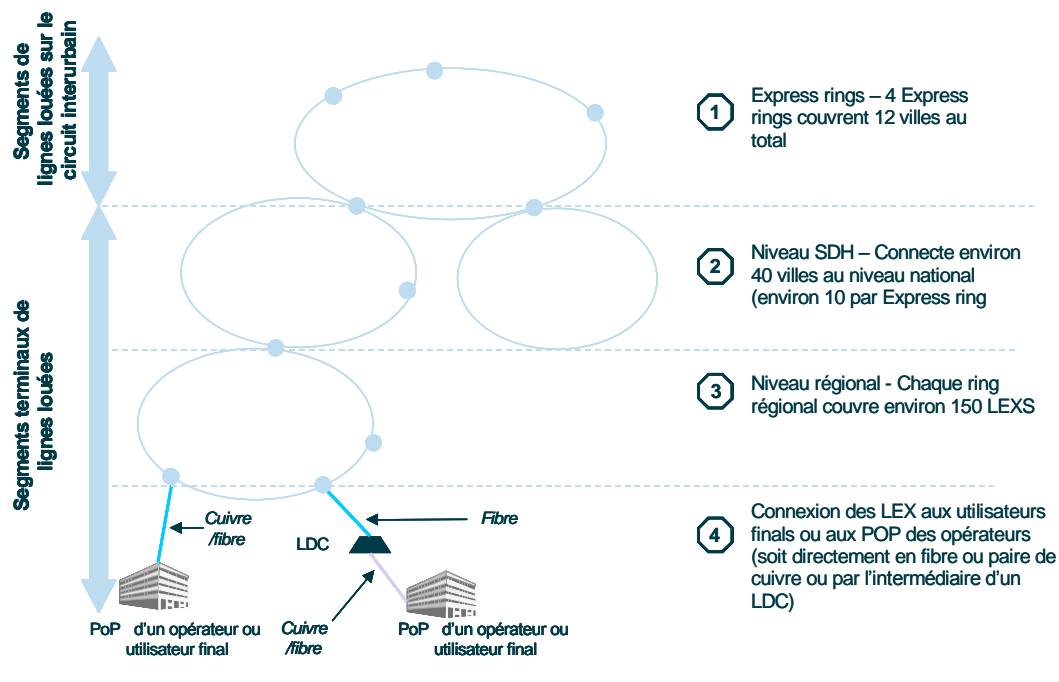 Segments de
lignes louées sur le
circuit interurbain
1
Express rings – 4 Express
rings couvrent 12 villes au
total
2
Niveau SDH – Connecte environ
40 villes au niveau national
(environ 10 par Express ring
Segments terminaux de
lignes louées
3
Niveau régional - Chaque ring
régional couvre environ 150 LEXS
4
Connexion des LEX aux utilisateurs
finals ou aux POP des opérateurs
(soit directement en fibre ou paire de
cuivre ou par l'intermédiaire d'un
LDC)
Cuivre
/fibre
Fibre
LDC
Cuivre
/fibre
PoP d'un opérateur ou
utilisateur final
PoP d'un opérateur ou
utilisateur final